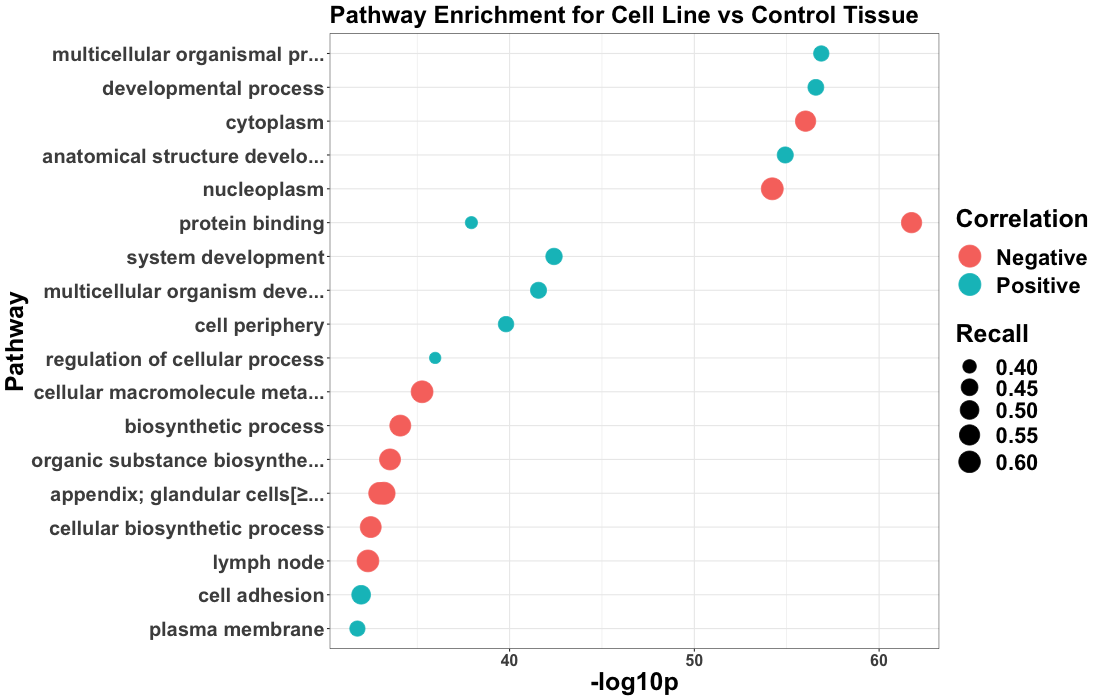 Pathway Enrichment for Cell Line vs Control Tissue
Pathway
multicellular organismal pr...
developmental process
cytoplasm
anatomical structure develo...
nucleoplasm
protein binding
system development
multicellular organism deve...
cell periphery
regulation of cellular process
cellular macromolecule meta...
biosynthetic process
organic substance biosynthe...
appendix; glandular cells[≥...
cellular biosynthetic process
lymph node
cell adhesion
plasma membrane
40 50 60
-log10p
Correlation
Negative
Positive
Recall
0.40
0.45
0.50
0.55
0.60